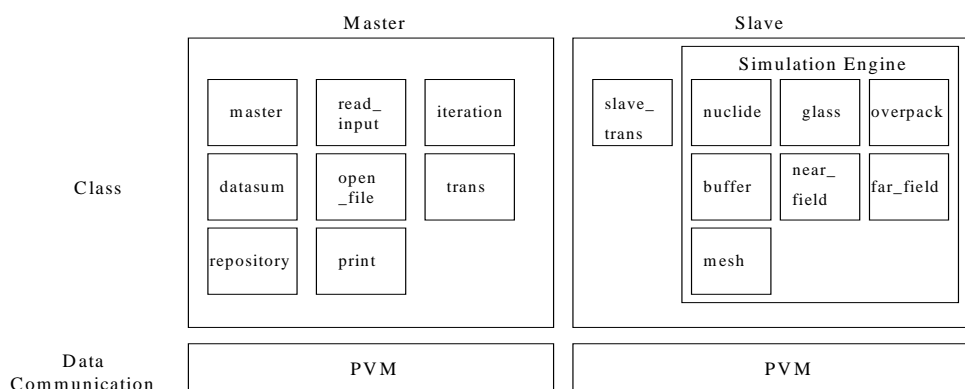 Master
Slave
Simulation Engine
master
read_
input
iteration
slave_
trans
nuclide
glass
overpack
Class
datasum
open
_file
trans
buffer
near_
field
far_field
repository
print
mesh
Data
Communication
PVM
PVM